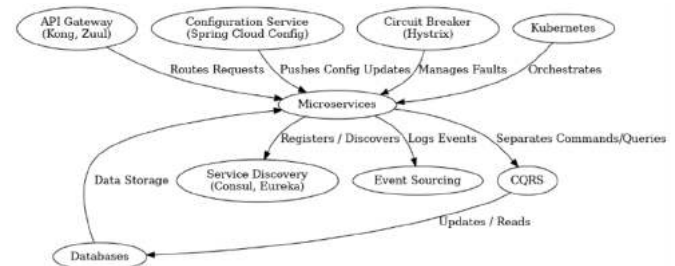 API Gateway
(Kong, Zuul)
Configuration Service
(Spring Cloud Config)
Circuit Breaker
(Hystrix)
Kubernetes
Routes Requests
Pushes Config Updates
Manages Faults
Orchestrates
Microservices
Registers / Discovers
Logs Events
Separates Commands/Queries
Data Storage
Service Discovery
(Consul, Eureka)
Event Sourcing
CQRS
Updates / Reads
Databases